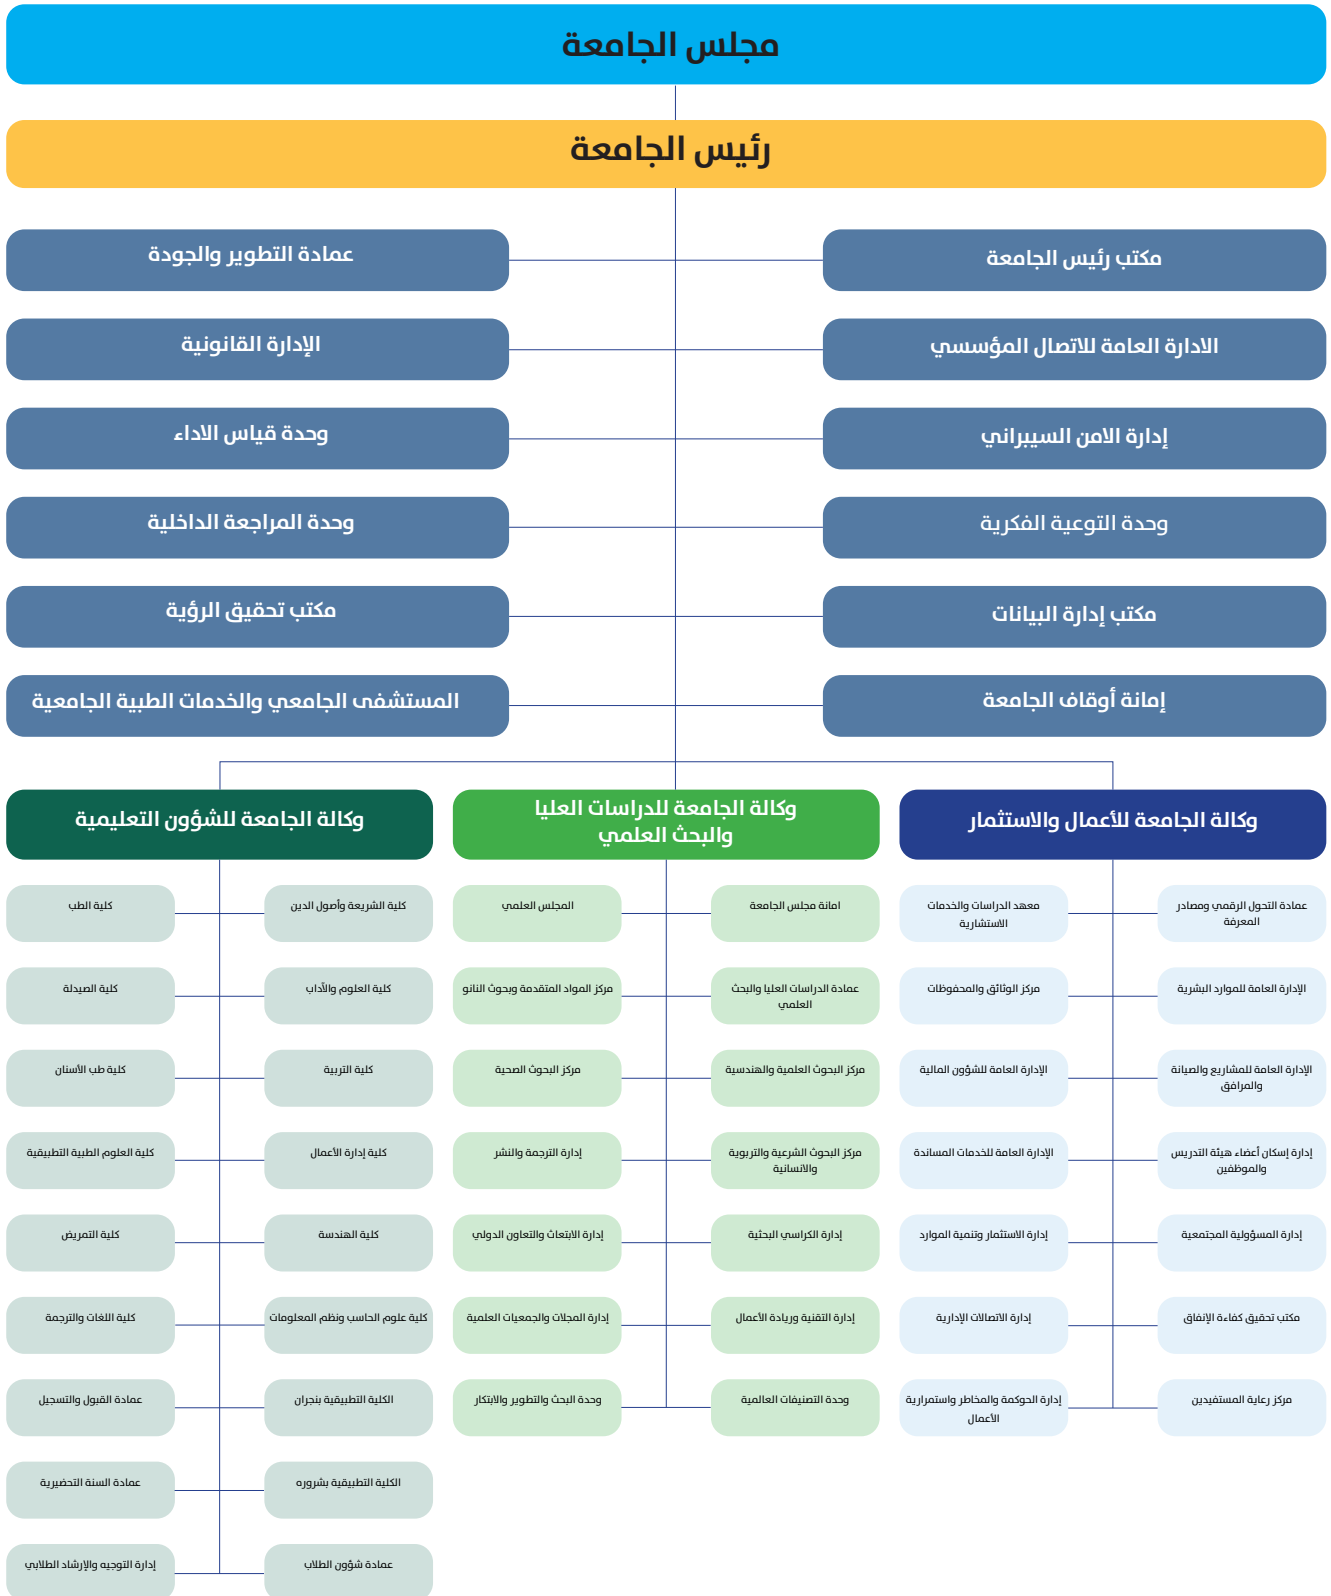 مجلس الجامعة
رئيس الجامعة
مكتب رئيس الجامعة
عمادة التطوير والجودة
الادارة العامة للاتصال المؤسسي
الإدارة القانونية
إدارة الامن السيبراني
وحدة قياس الاداء
وحدة التوعية الفكرية
وحدة المراجعة الداخلية
مكتب إدارة البيانات
مكتب تحقيق الرؤية
إمانة أوقاف الجامعة
المستشفى الجامعي والخدمات الطبية الجامعية
وكالة الجامعة للأعمال والاستثمار
عمادة التحول الرقمي ومصادر
المعرفة
معهد الدراسات والخدمات
الاستشارية
الإدارة العامة للموارد البشرية
مركز الوثائق والمحفوظات
الإدارة العامة للمشاريع والصيانة
والمرافق
الإدارة العامة للشؤون المالية
إدارة إسكان أعضاء هيئة التدريس
والموظفين
الإدارة العامة للخدمات المساندة
إدارة المسؤولية المجتمعية
إدارة الاستثمار وتنمية الموارد
مكتب تحقيق كفاءة الإنفاق
إدارة الاتصالات الإدارية
مركز رعاية المستفيدين
إدارة الحوكمة والمخاطر واستمرارية
الأعمال
وكالة الجامعة للدراسات العليا
والبحث العلمي
امانة مجلس الجامعة
المجلس العلمي
عمادة الدراسات العليا والبحث
العلمي
مركز المواد المتقدمة وبحوث النانو
مركز البحوث العلمية والهندسية
مركز البحوث الصحية
مركز البحوث الشرعية والتربوية
والانسانية
إدارة الترجمة والنشر
إدارة الكراسي البحثية
إدارة الابتعاث والتعاون الدولي
إدارة التقنية وريادة الأعمال
إدارة المجلات والجمعيات العلمية
وحدة التصنيفات العالمية
وحدة البحث والتطوير والابتكار
وكالة الجامعة للشؤون التعليمية
كلية الشريعة وأصول الدين
كلية الطب
كلية العلوم والآداب
كلية الصيدلة
كلية التربية
كلية طب الأسنان
كلية إدارة الأعمال
كلية العلوم الطبية التطبيقية
كلية الهندسة
كلية التمريض
كلية علوم الحاسب ونظم المعلومات
كلية اللغات والترجمة
الكلية التطبيقية بنجران
عمادة القبول والتسجيل
الكلية التطبيقية بشروره
عمادة السنة التحضيرية
عمادة شؤون الطلاب
إدارة التوجيه والإرشاد الطلابي